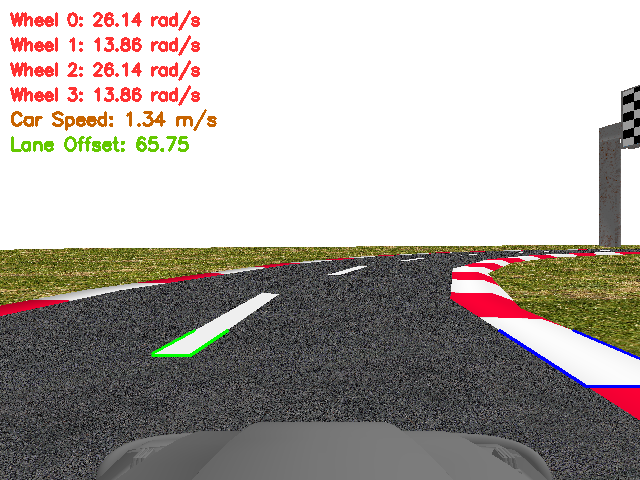 Wheel 0: 26.14 rad/s
Wheel 1: 13.86 rad/s
Wheel 2: 26.14 rad/s
Wheel 3: 13.86 rad/s
Car Speed: 1.34 m/s
Lane Offset: 65.75